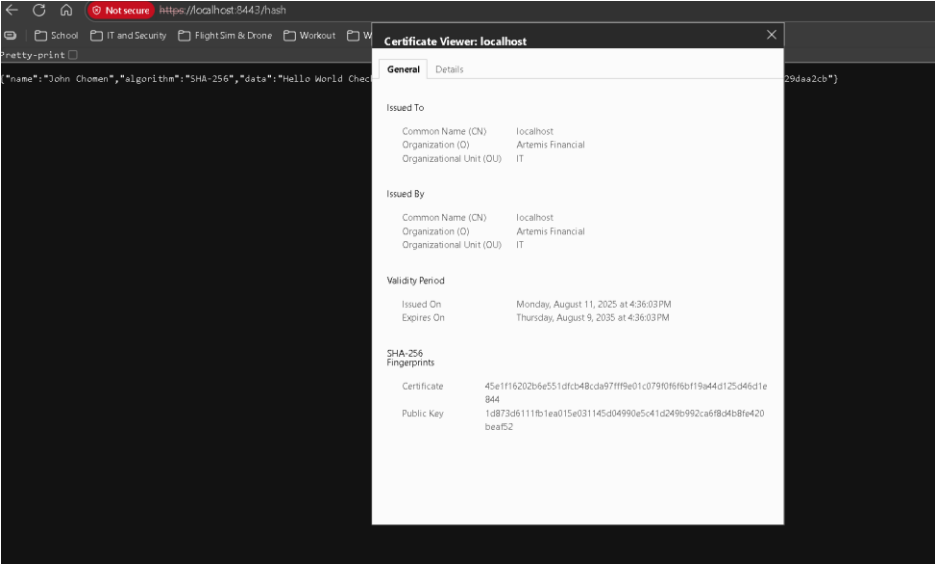 Not secure https://localhost:8443/hash
School IT and Security Flight Sim & Drone Workout W
Pretty-print
{"name":"John Chomen","algorithm":"SHA-256","data":"Hello World Chec
29daa2cb"}
Certificate Viewer: localhost
General Details
Issued To
Common Name (CN) localhost
Organization (O) Artemis Financial
Organizational Unit (OU) IT
Issued By
Common Name (CN) localhost
Organization (O) Artemis Financial
Organizational Unit (OU) IT
Validity Period
Issued On Monday, August 11, 2025 at 4:36:03 PM
Expires On Thursday, August 9, 2035 at 4:36:03 PM
SHA-256
Fingerprints
Certificate 45e1f16202b6e551dfcb48cda97fff9e01c079f0f6f6bf19a44d125d46d1e
844
Public Key 1d873d6111fb1ea015e031145d04990e5c41d249b992ca6f8d4b8fe420
beaf52